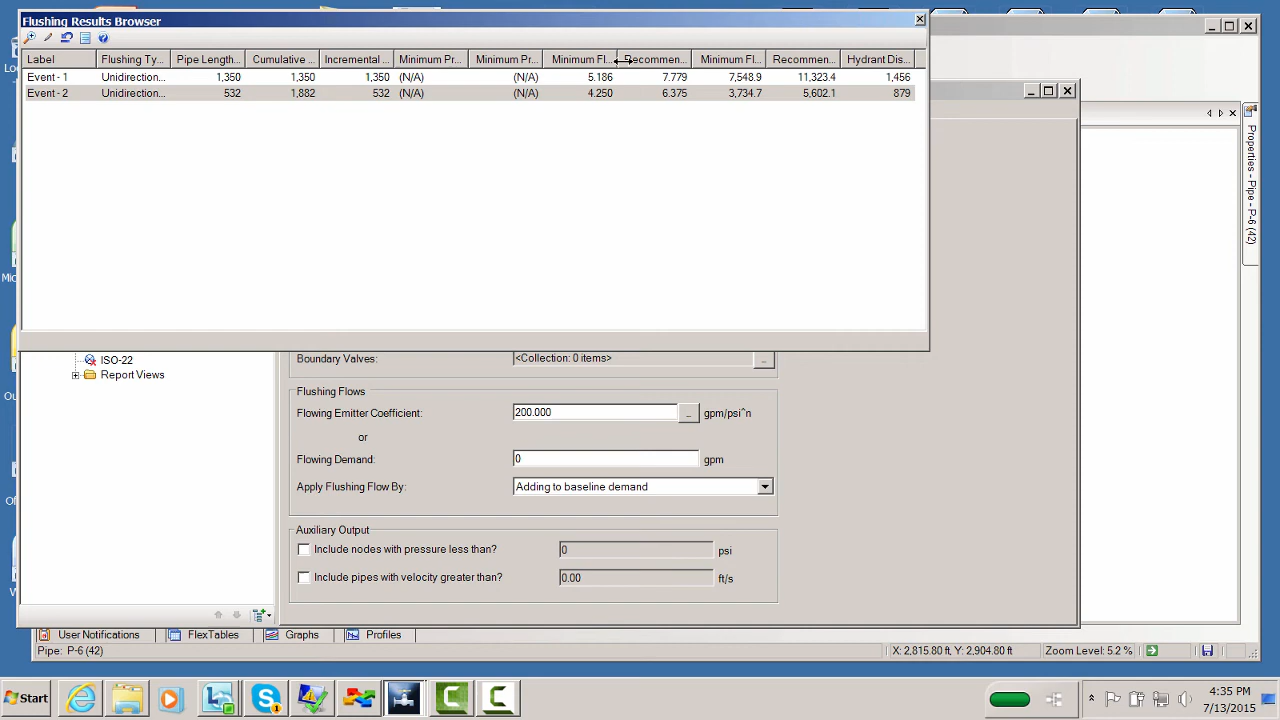 Flushing Results Browser
Label Flushing Ty... Pipe Length... Cumulative ... Incremental ... Minimum Pr... Minimum Pr... Minimum Fl... Recommen... Minimum Fl... Recommen... Hydrant Dis...
Event - 1 Unidirection... 1,350 1,350 1,350 (N/A) (N/A) 5.186 7.779 7,548.9 11,323.4 1,456
Event - 2 Unidirection... 532 1,882 532 (N/A) (N/A) 4.250 6.375 3,734.7 5,602.1 879
Properties - Pipe - P-6 (42)
ISO-22
Report Views
Boundary Valves: <Collection: 0 items>
Flushing Flows
Flowing Emitter Coefficient: 200.000 gpm/psi^n
or
Flowing Demand: 0 gpm
Apply Flushing Flow By: Adding to baseline demand
Auxiliary Output
Include nodes with pressure less than? 0 psi
Include pipes with velocity greater than? 0.00 ft/s
User Notifications FlexTables Graphs Profiles
Pipe: P-6 (42) X: 2,815.80 ft, Y: 2,904.80 ft Zoom Level: 5.2 %
Start
4:35 PM
7/13/2015